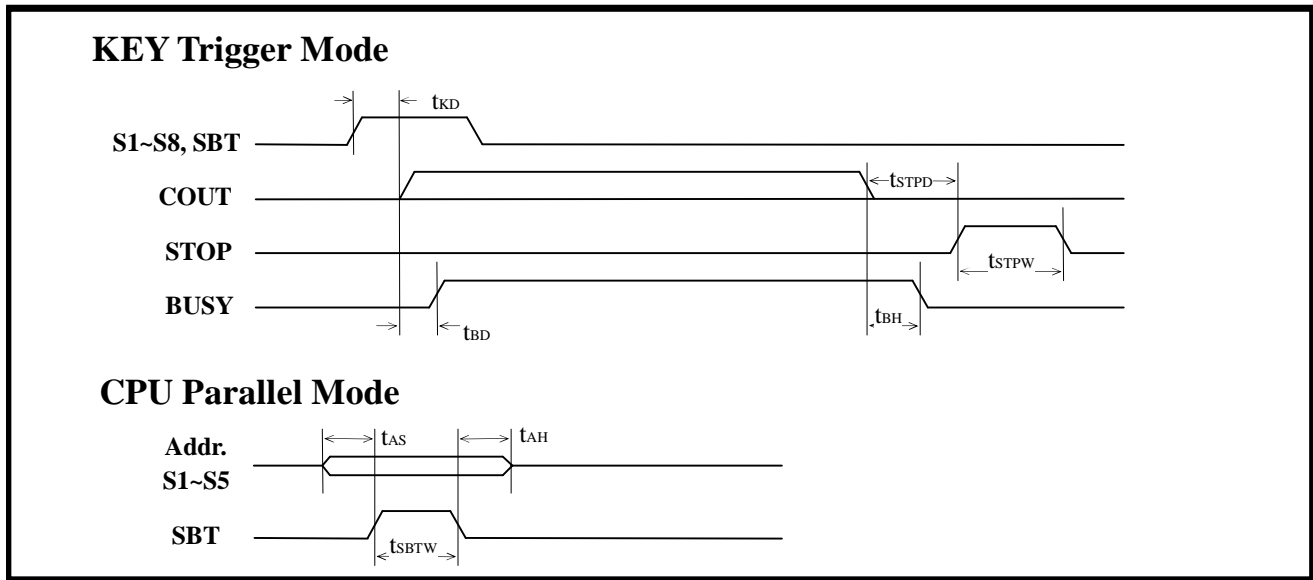 KEY Trigger Mode
tKD
S1~S8, SBT
COUT
tSTPD
STOP
tSTPW
BUSY
tBD
tBH
CPU Parallel Mode
Addr.
S1~S5
tAS
tAH
SBT
tSBTW